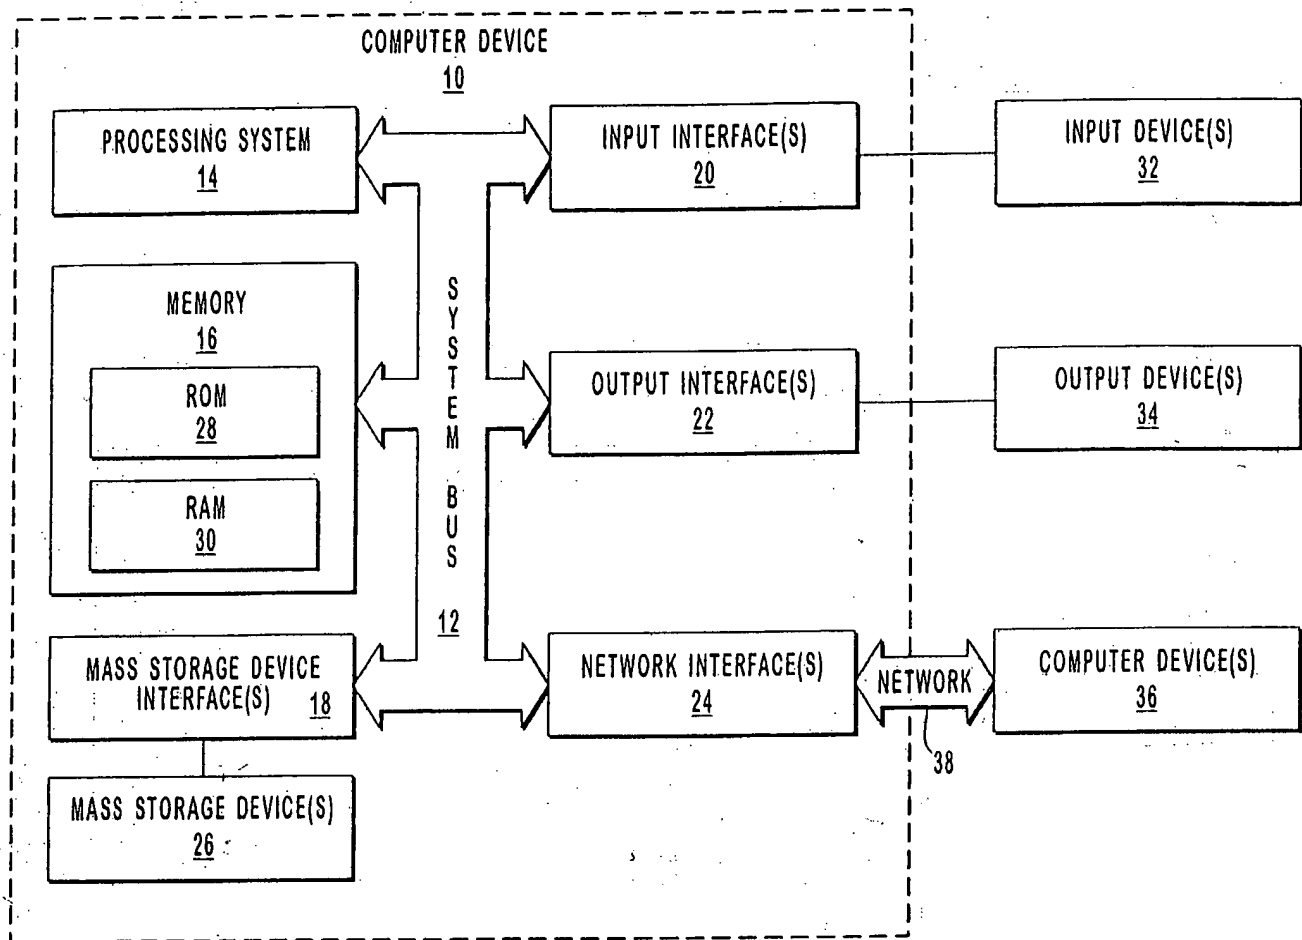 COMPUTER DEVICE
10
PROCESSING SYSTEM
14
INPUT INTERFACE(S)
20
INPUT DEVICE(S)
32
MEMORY
16
ROM
28
RAM
30
SYSTEM BUS
12
OUTPUT INTERFACE(S)
22
OUTPUT DEVICE(S)
34
MASS STORAGE DEVICE
INTERFACE(S) 18
NETWORK INTERFACE(S)
24
NETWORK
38
COMPUTER DEVICE(S)
36
MASS STORAGE DEVICE(S)
26